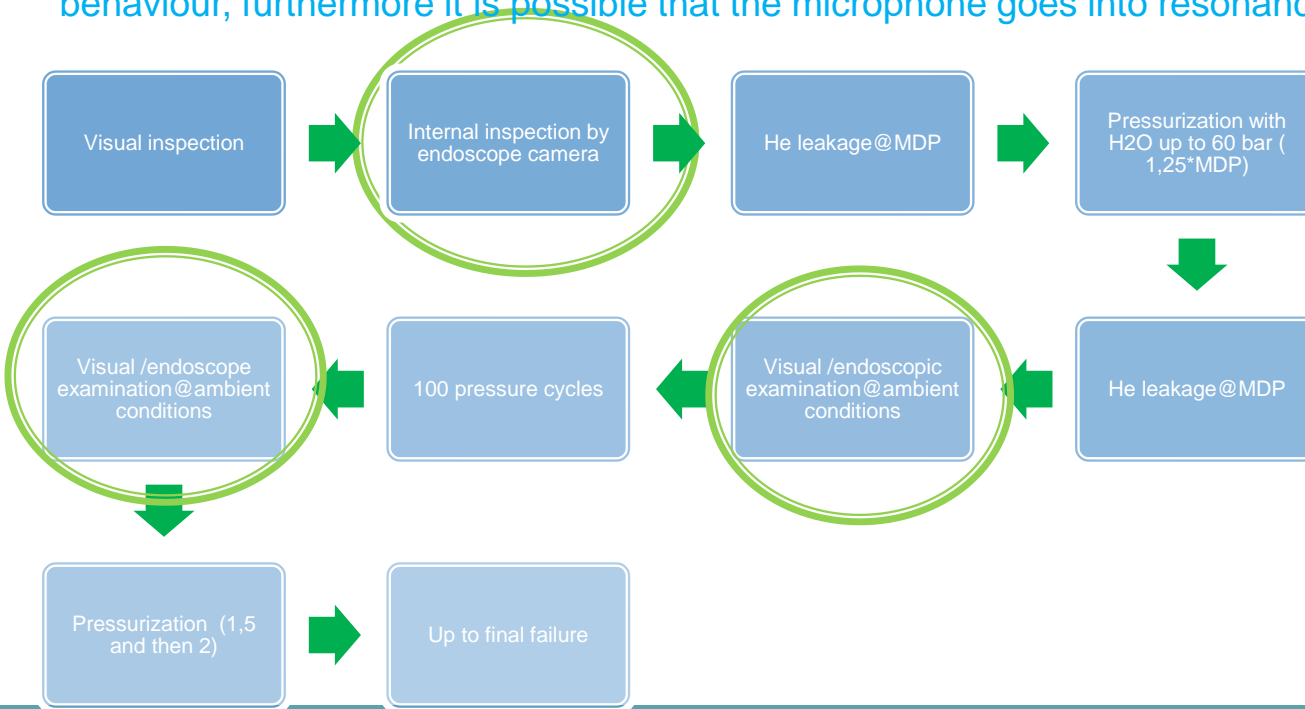 behaviour, furthermore it is possible that the microphone goes into
Visual inspection
Internal inspection by
endoscope camera
He leakage@MDP
Pressurization with
H2O up to 60 bar (
1,25*MDP)
He leakage@MDP
Visual /endoscopic
examination@ambient
conditions
100 pressure cycles
Visual /endoscope
examination@ambient
conditions
Pressurization (1,5
and then 2)
Up to final failure